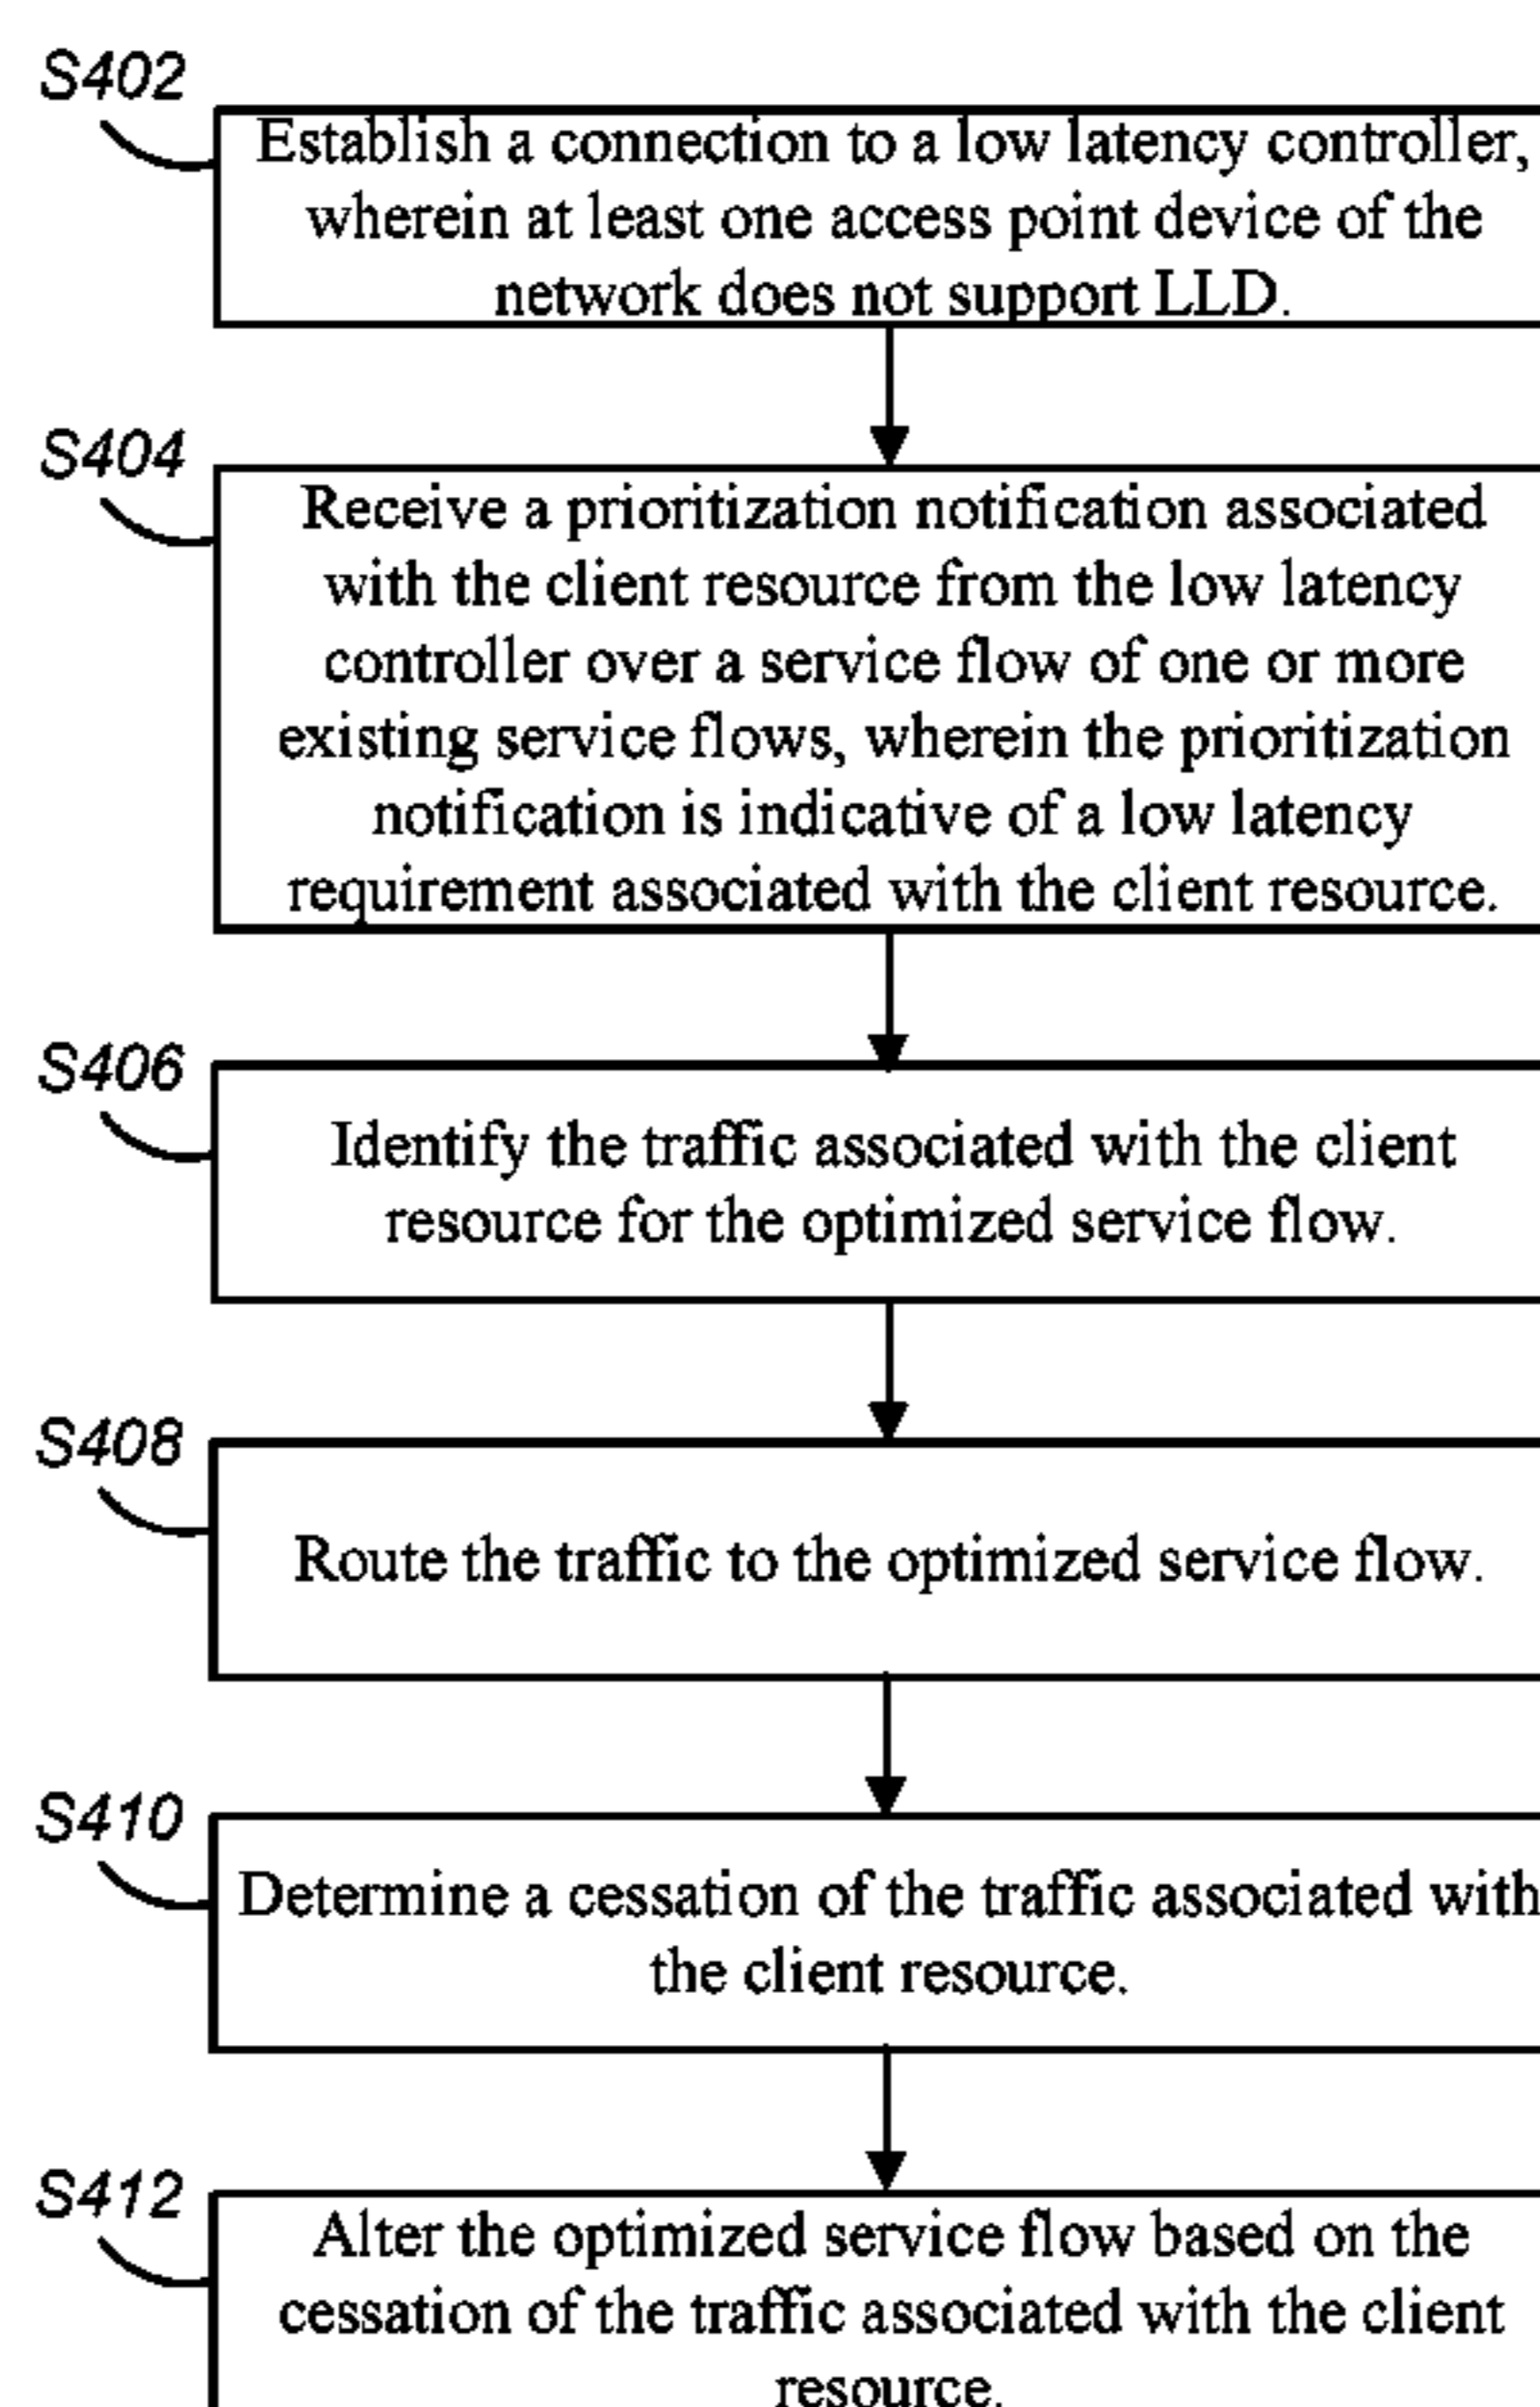 S402
Establish a connection to a low latency controller,
wherein at least one access point device of the
network does not support LLD.
S404
Receive a prioritization notification associated
with the client resource from the low latency
controller over a service flow of one or more
existing service flows, wherein the prioritization
notification is indicative of a low latency
requirement associated with the client resource.
S406
Identify the traffic associated with the client
resource for the optimized service flow.
S408
Route the traffic to the optimized service flow.
S410
Determine a cessation of the traffic associated with
the client resource.
S412
Alter the optimized service flow based on the
cessation of the traffic associated with the client
resource.